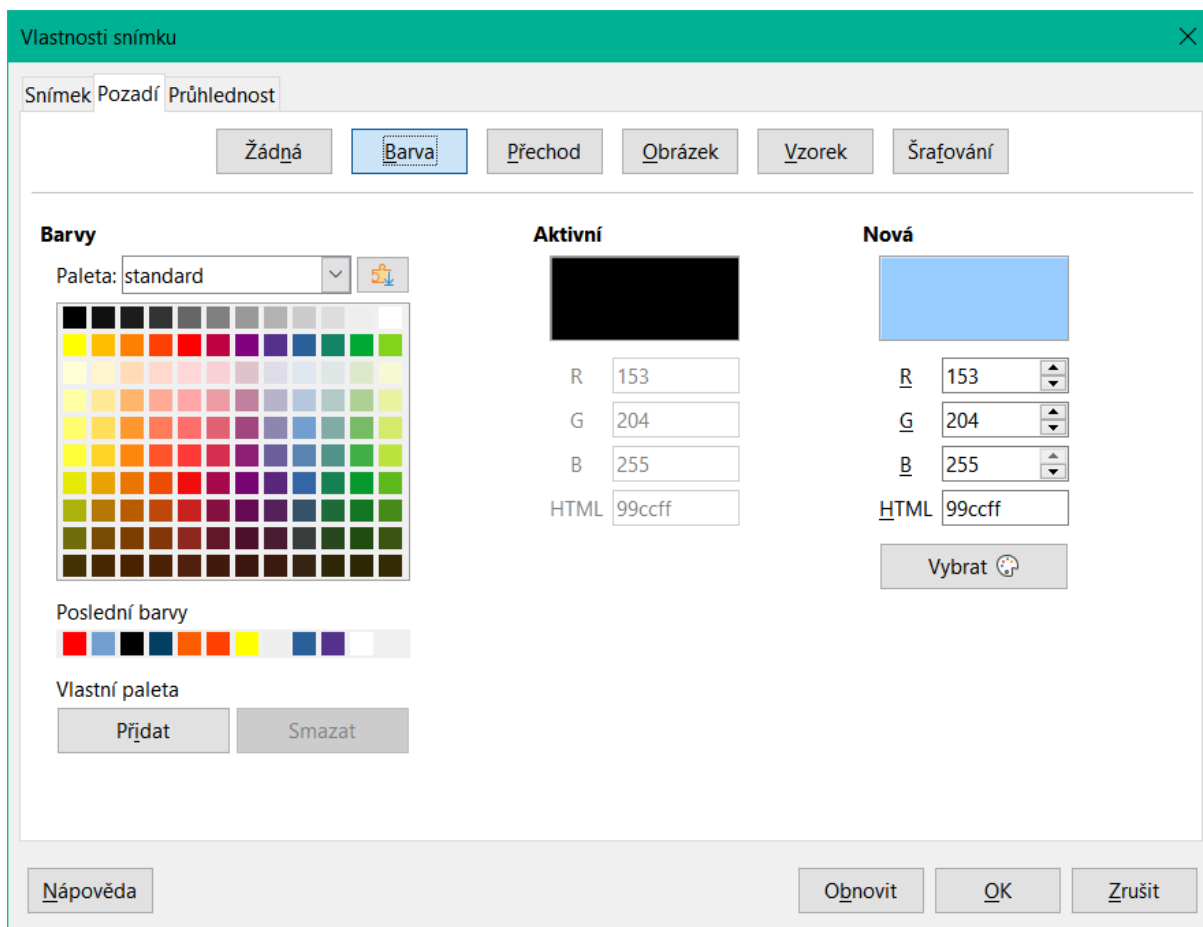 Vlastnosti snímku
Snímek Pozadí Průhlednost
Žádná Barva Přechod Obrázek Vzorek Šrafování
Barvy
Paleta: standard
Poslední barvy
Vlastní paleta
Přidat Smazat
Aktivní
R 153
G 204
B 255
HTML 99ccff
Nová
R 153
G 204
B 255
HTML 99ccff
Vybrat
Nápověda Obnovit OK Zrušit